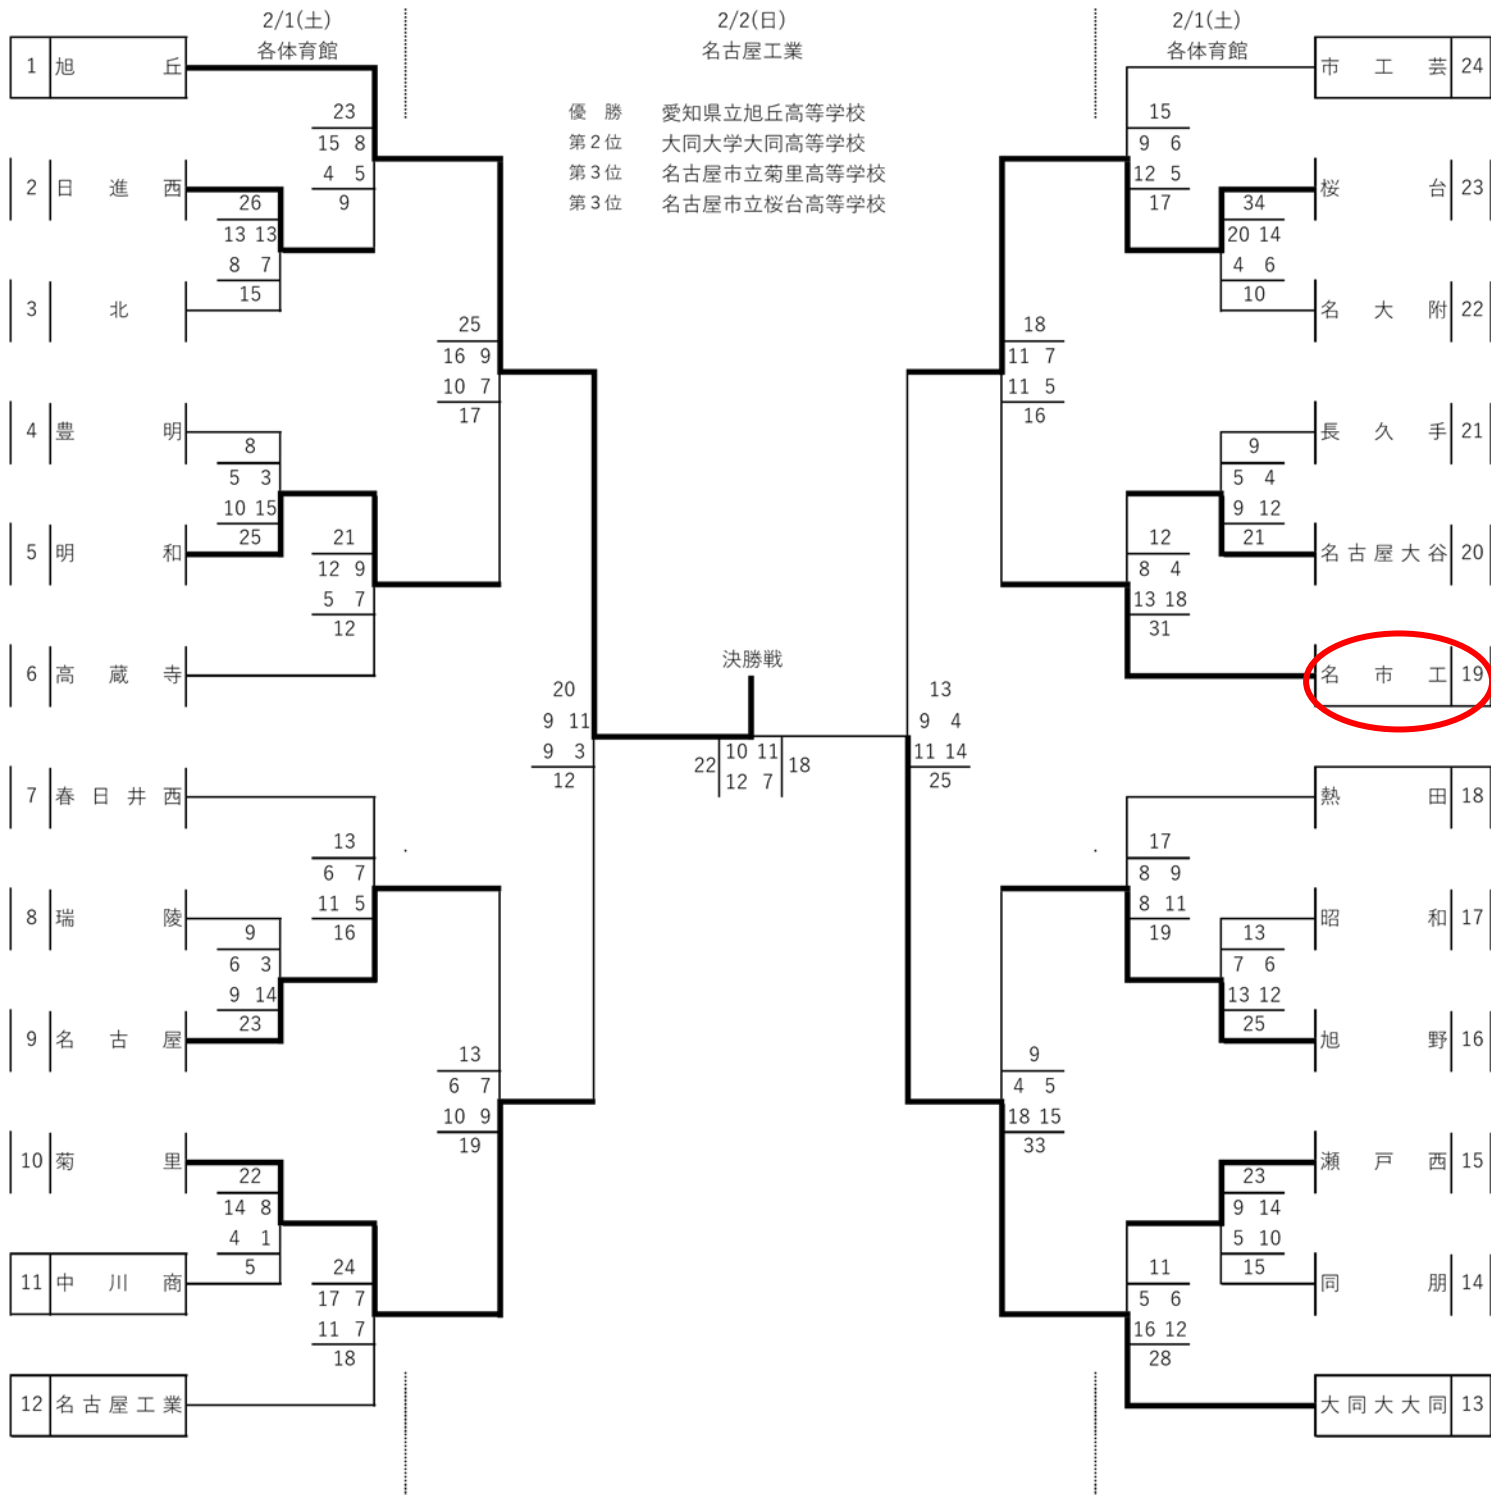 2/1(土)
各体育館
2/2(日)
名古屋工業
2/1(土)
各体育館
優勝 愛知県立旭丘高等学校
第2位 大同大学大同高等学校
第3位 名古屋市立菊里高等学校
第3位 名古屋市立桜台高等学校
1 旭丘
23
15 8
4 5
9
2 日進西
26
13 13
8 7
15
3 北
25
16 9
10 7
17
4 豊明
8
5 3
10 15
25
5 明和
21
12 9
5 7
12
6 高蔵寺
20
9 11
9 3
12
7 春日井西
13
6 7
11 5
16
8 瑞陵
9
6 3
9 14
23
9 名古屋
13
6 7
10 9
19
10 菊里
22
14 8
4 1
5
11 中川商
24
17 7
11 7
18
12 名古屋工業
決勝戦
22 10 11 18
12 7
市工芸 24
15
9 6
12 5
17
桜台 23
34
20 14
4 6
10
名大附 22
18
11 7
11 5
16
長久手 21
9
5 4
9 12
21
名古屋大谷 20
12
8 4
13 18
31
名市工 19
13
9 4
11 14
25
熱田 18
17
8 9
8 11
19
昭和 17
13
7 6
13 12
25
旭野 16
9
4 5
18 15
33
瀬戸西 15
23
9 14
5 10
15
同朋 14
11
5 6
16 12
28
大同大大同 13